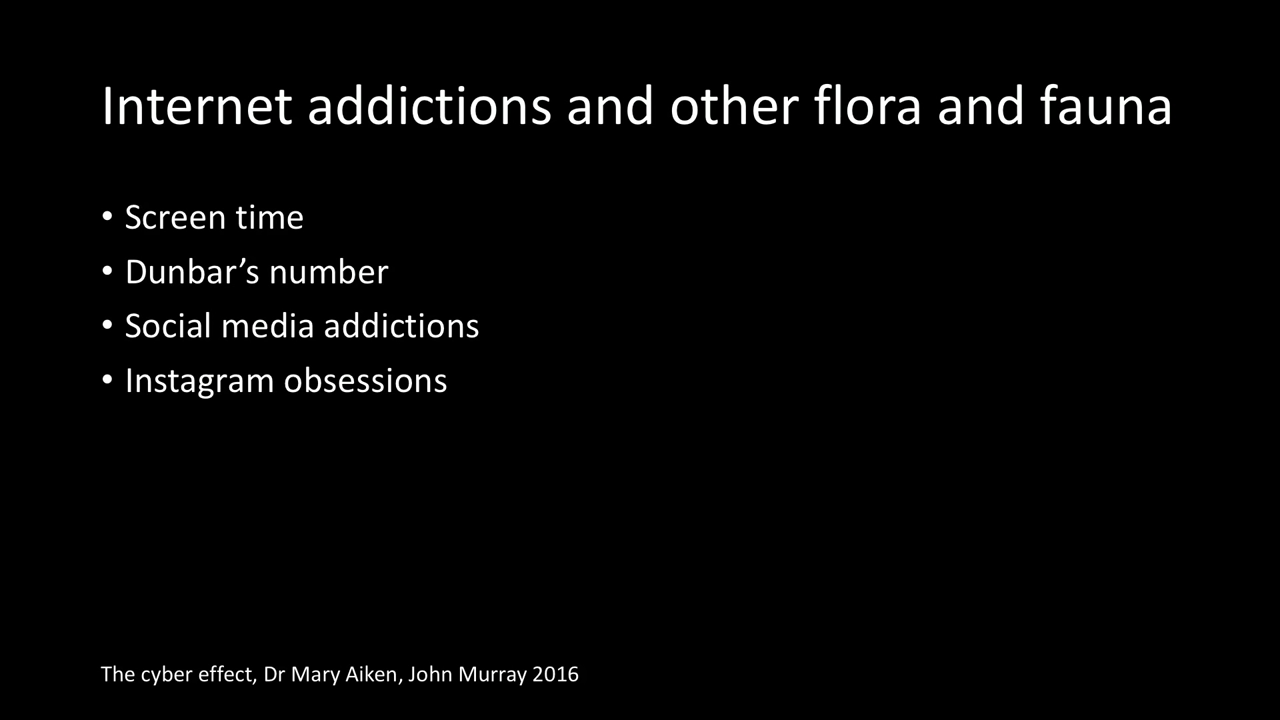 Internet addictions and other flora and fauna
• Screen time
• Dunbar’s number
• Social media addictions
• Instagram obsessions
The cyber effect, Dr Mary Aiken, John Murray 2016